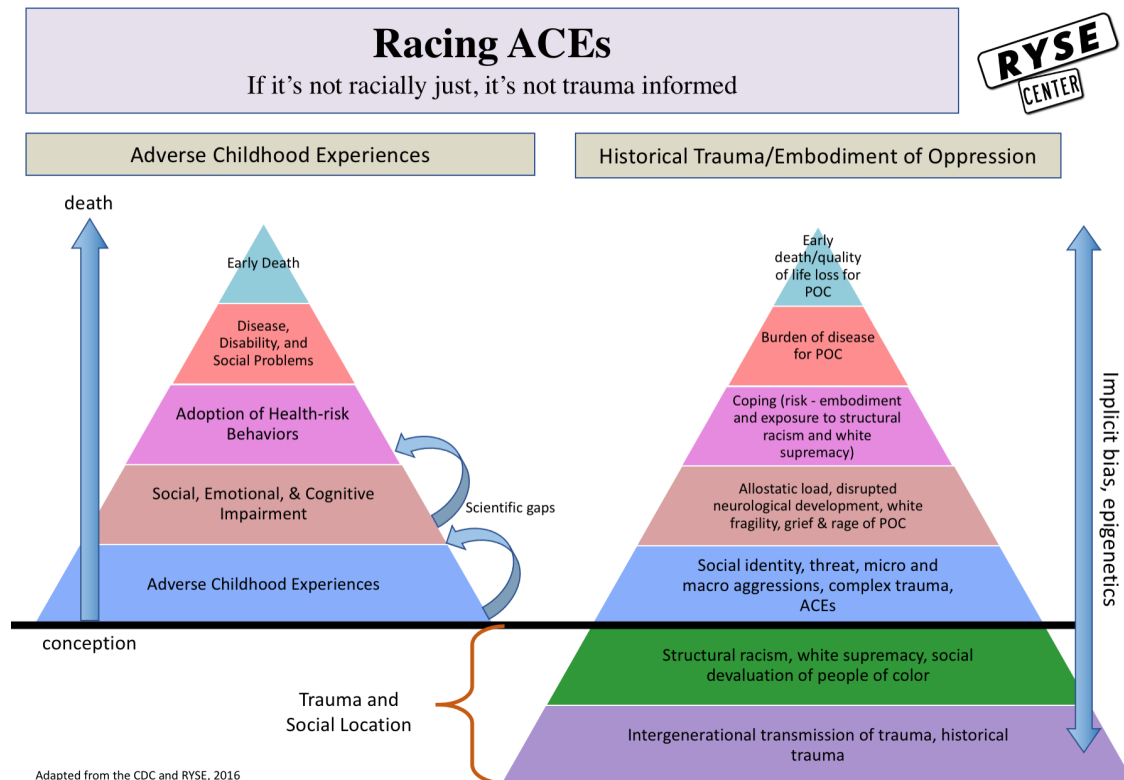 Racing ACEs
If it’s not racially just, it’s not trauma informed
RYSE
CENTER
Adverse Childhood Experiences
death
Early Death
Disease,
Disability, and
Social Problems
Adoption of Health-risk
Behaviors
Social, Emotional, & Cognitive
Impairment
Scientific gaps
Adverse Childhood Experiences
conception
Historical Trauma/Embodiment of Oppression
Early
death/quality
of life loss for
POC
Burden of disease
for POC
Coping (risk - embodiment
and exposure to structural
racism and white
supremacy)
Allostatic load, disrupted
neurological development, white
fragility, grief & rage of POC
Social identity, threat, micro and
macro aggressions, complex trauma,
ACEs
Structural racism, white supremacy, social
devaluation of people of color
Intergenerational transmission of trauma, historical
trauma
Implicit bias, epigenetics
Trauma and
Social Location
Adapted from the CDC and RYSE, 2016